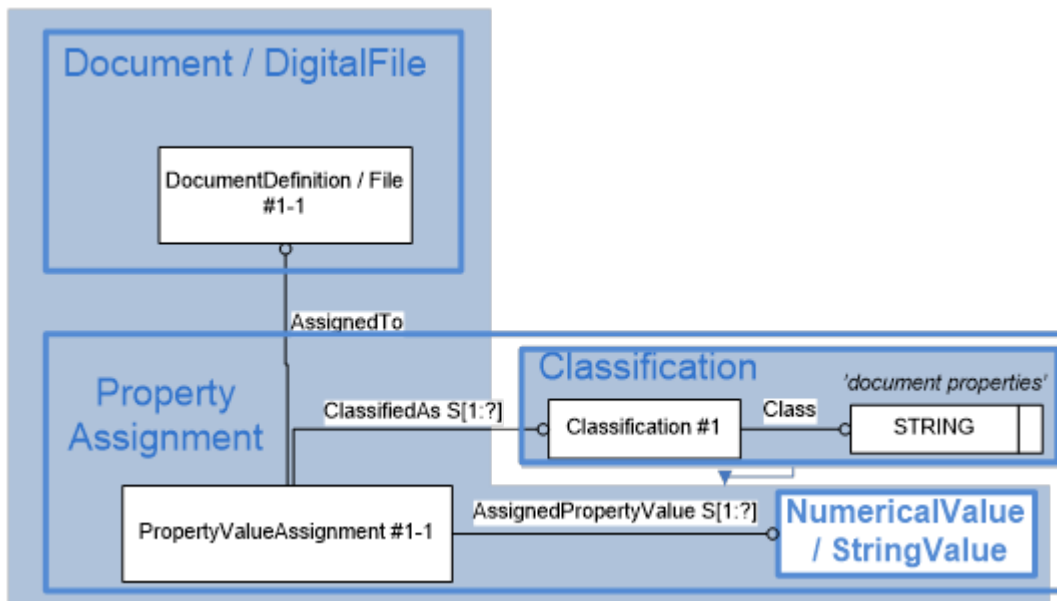 Document / DigitalFile
DocumentDefinition / File
#1-1
AssignedTo
Property
Assignment
Classification
'document properties'
ClassifiedAs S[1:?]
Classification #1
Class
STRING
PropertyValueAssignment #1-1
AssignedPropertyValue S[1:?]
NumericalValue
/ StringValue